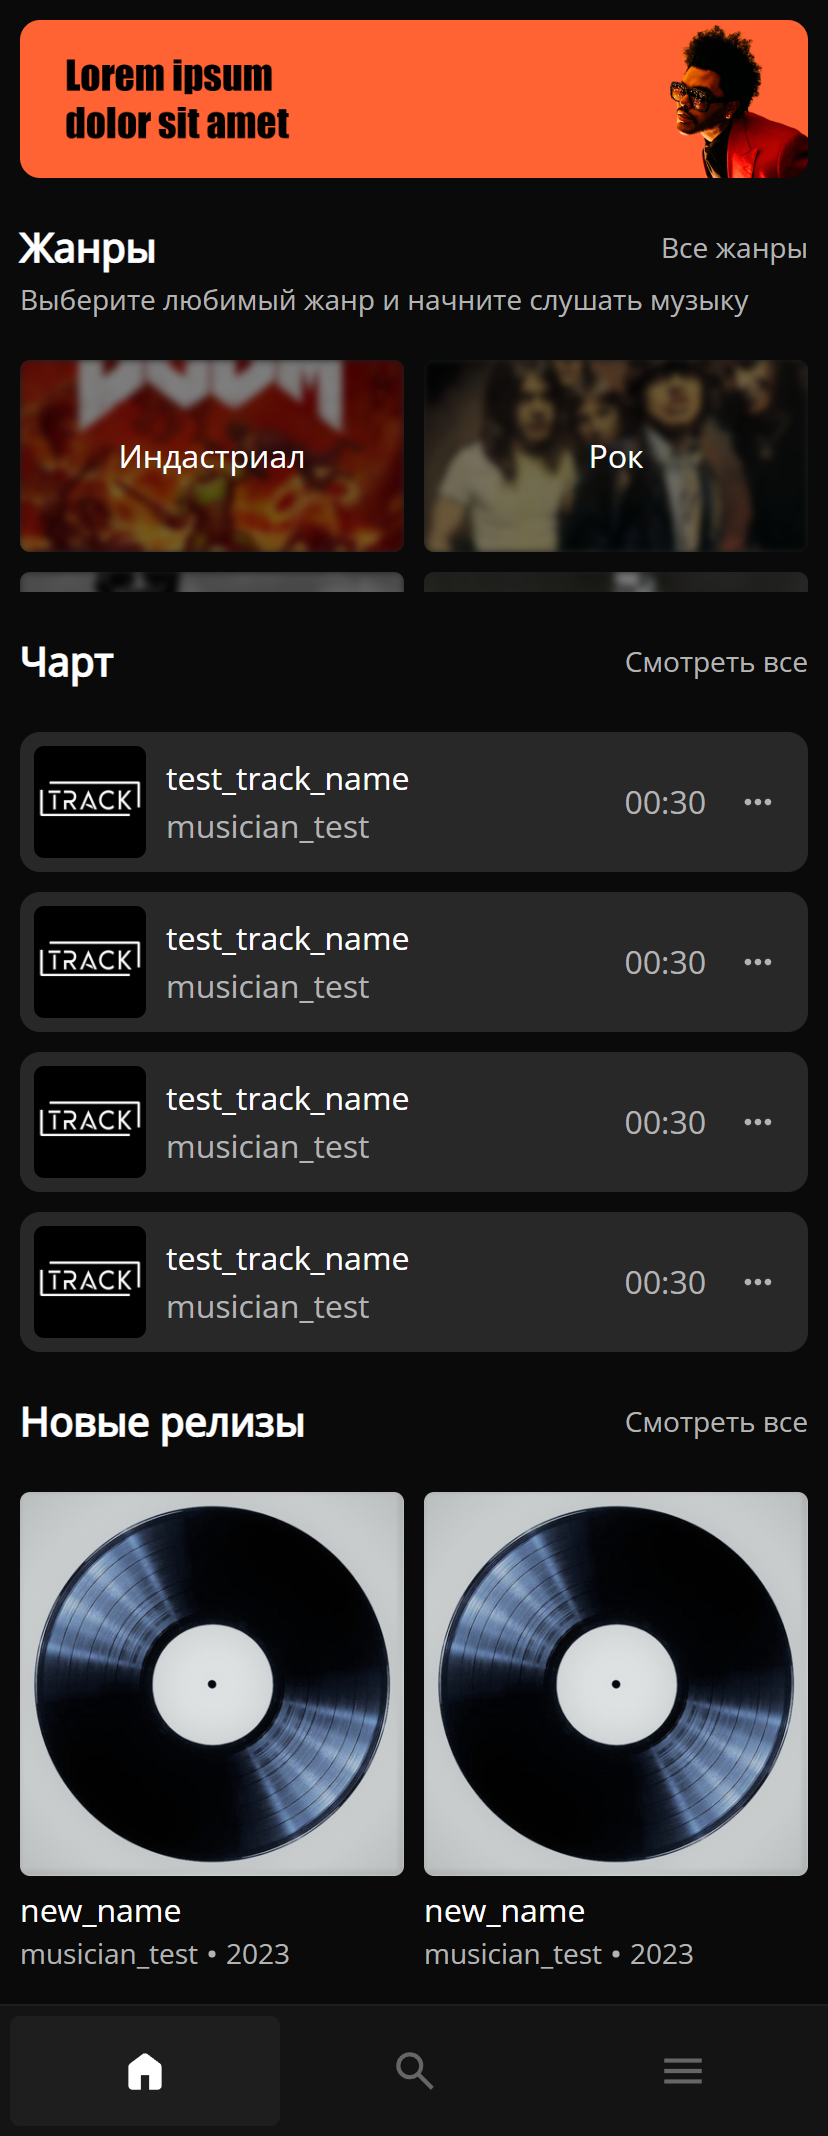 Lorem ipsum
dolor sit amet
Жанры
Все жанры
Выберите любимый жанр и начните слушать музыку
DOOM
Индастриал
Рок
Чарт
Смотреть все
TRACK
test_track_name
musician_test
00:30
TRACK
test_track_name
musician_test
00:30
TRACK
test_track_name
musician_test
00:30
TRACK
test_track_name
musician_test
00:30
Новые релизы
Смотреть все
new_name
musician_test • 2023
new_name
musician_test • 2023